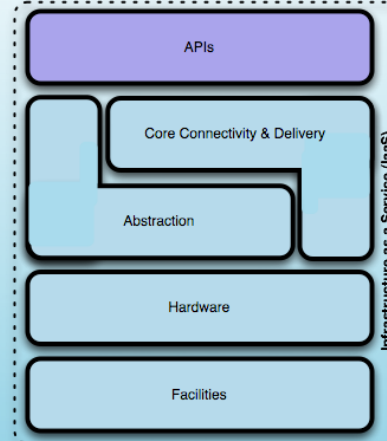 APIs
Core Connectivity & Delivery
Abstraction
Hardware
Facilities
Infrastructure as a Service (IaaS)